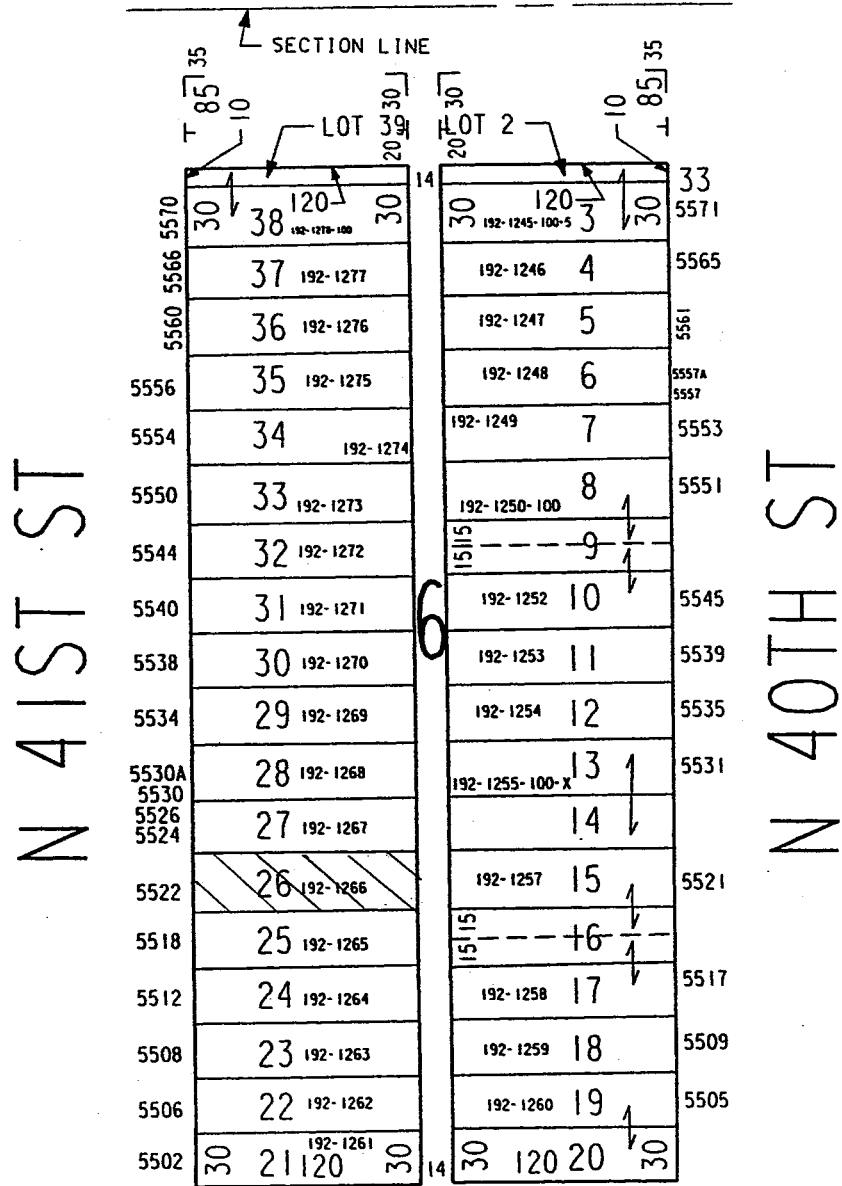 SECTION LINE
35 85 10 30 20 LOT 39
LOT 2 20 30 10 85 35
14
33
5570 30 38 192-1278-100 120 30
30 192-1245-100-S 120 3 30 5571
5566 37 192-1277
192-1246 4 5565
5560 36 192-1276
192-1247 5 5561
5556 35 192-1275
192-1248 6 5557A
5557
5554 34 192-1274
192-1249 7 5553
5550 33 192-1273
192-1250-100 8 5551
5544 32 192-1272
15 15 9
5540 31 192-1271
192-1252 10 5545
6
5538 30 192-1270
192-1253 11 5539
5534 29 192-1269
192-1254 12 5535
5530A
5530 28 192-1268
192-1255-100-X 13 5531
5526
5524 27 192-1267
14
5522 26 192-1266
192-1257 15 5521
5518 25 192-1265
15 15 16
5512 24 192-1264
192-1258 17 5517
5508 23 192-1263
192-1259 18 5509
5506 22 192-1262
192-1260 19 5505
5502 30 21 192-1261 120 30
14
30 120 20 30
N 41ST ST
N 40TH ST